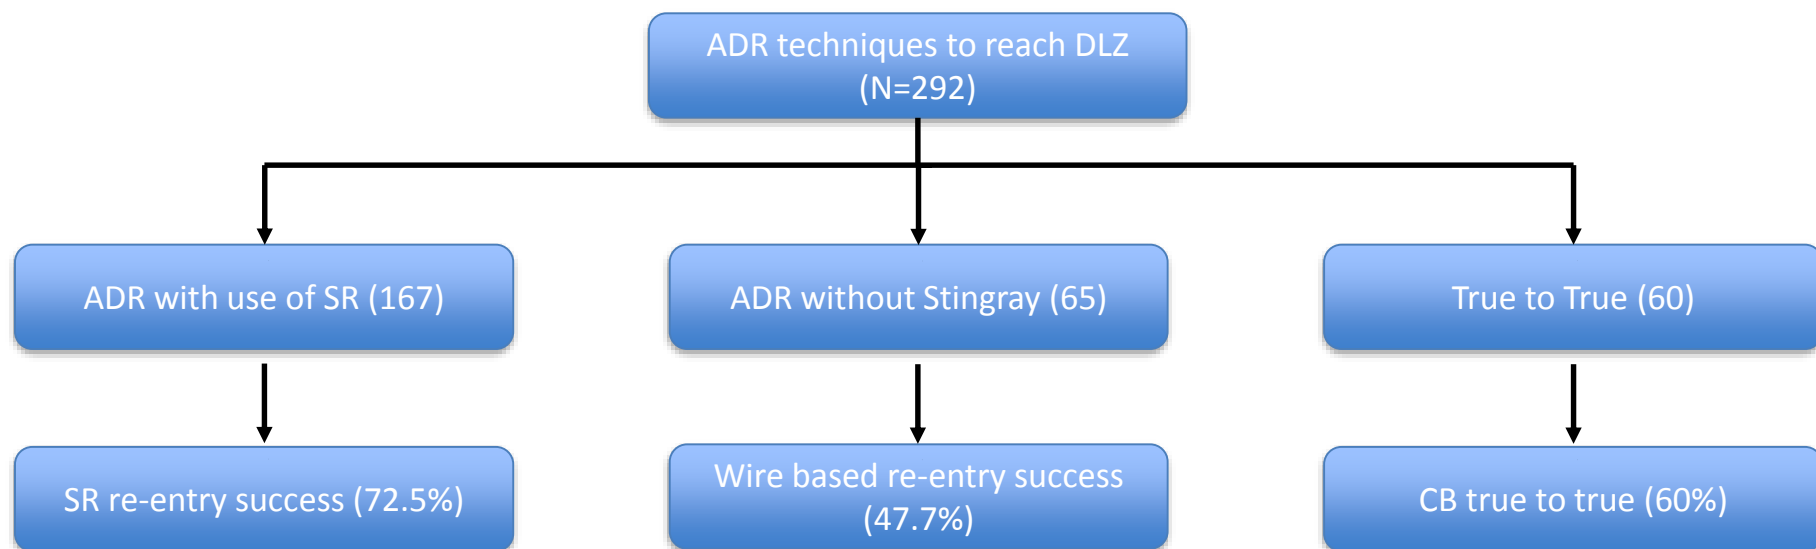 ADR techniques to reach DLZ
(N=292)
ADR with use of SR (167)
ADR without Stingray (65)
True to True (60)
SR re-entry success (72.5%)
Wire based re-entry success
(47.7%)
CB true to true (60%)